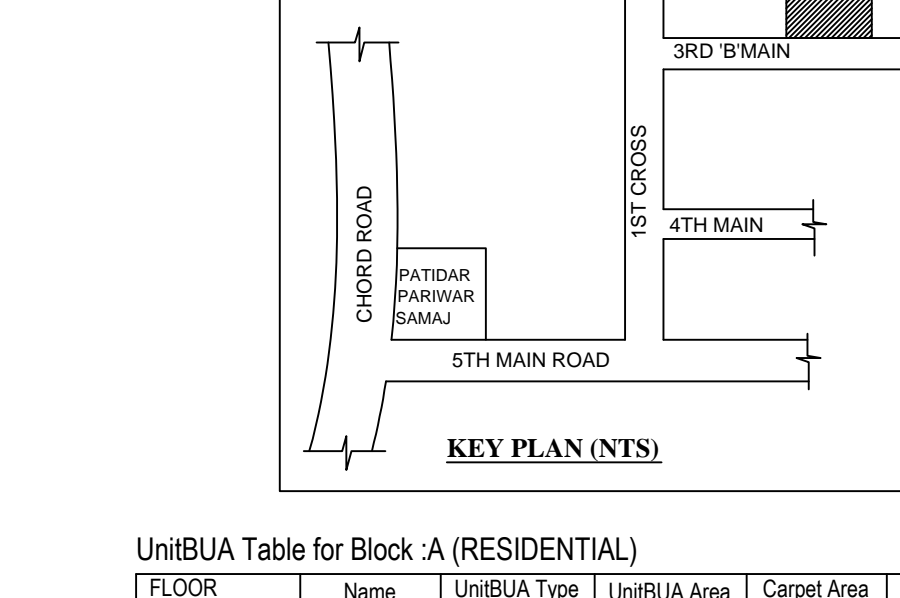 3RD 'B'MAIN
1ST CROSS
4TH MAIN
CHORD ROAD
PATIDAR
PARIWAR
SAMAJ
5TH MAIN ROAD
KEY PLAN (NTS)
UnitBUA Table for Block :A (RESIDENTIAL)
FLOOR Name UnitBUA Type UnitBUA Area Carpet Area